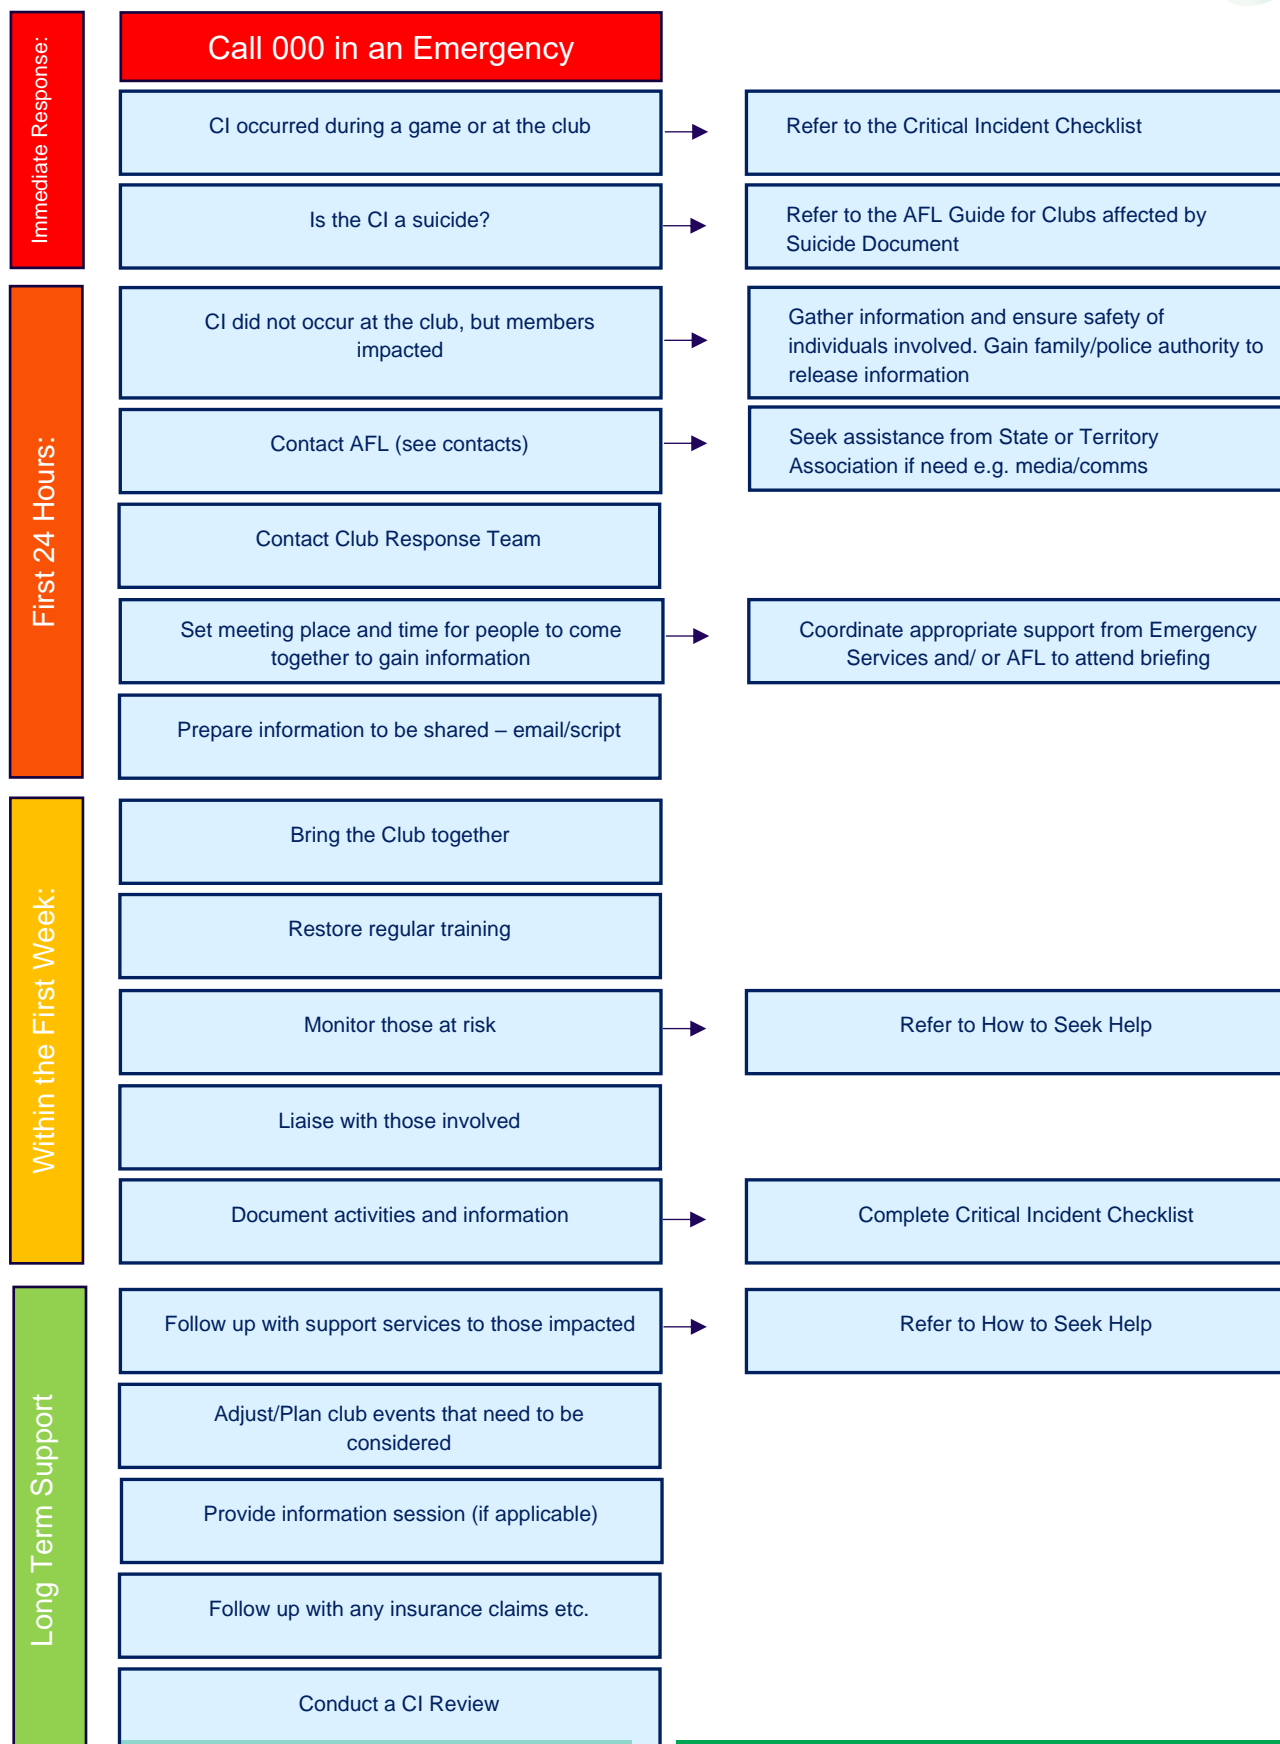 Immediate Response:
Call 000 in an Emergency
CI occurred during a game or at the club
Refer to the Critical Incident Checklist
Is the CI a suicide?
Refer to the AFL Guide for Clubs affected by
Suicide Document
First 24 Hours:
CI did not occur at the club, but members
impacted
Gather information and ensure safety of
individuals involved. Gain family/police authority to
release information
Contact AFL (see contacts)
Seek assistance from State or Territory
Association if need e.g. media/comms
Contact Club Response Team
Set meeting place and time for people to come
together to gain information
Coordinate appropriate support from Emergency
Services and/ or AFL to attend briefing
Prepare information to be shared – email/script
Within the First Week:
Bring the Club together
Restore regular training
Monitor those at risk
Refer to How to Seek Help
Liaise with those involved
Document activities and information
Complete Critical Incident Checklist
Long Term Support
Follow up with support services to those impacted
Refer to How to Seek Help
Adjust/Plan club events that need to be
considered
Provide information session (if applicable)
Follow up with any insurance claims etc.
Conduct a CI Review